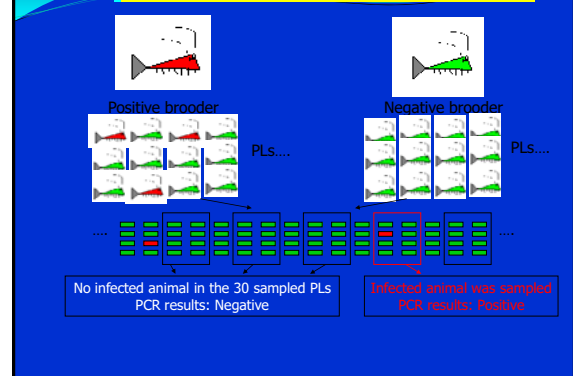 Positive brooder
Negative brooder
PLs....
PLs....
....
....
No infected animal in the 30 sampled PLs
PCR results: Negative
Infected animal was sampled
PCR results: Positive